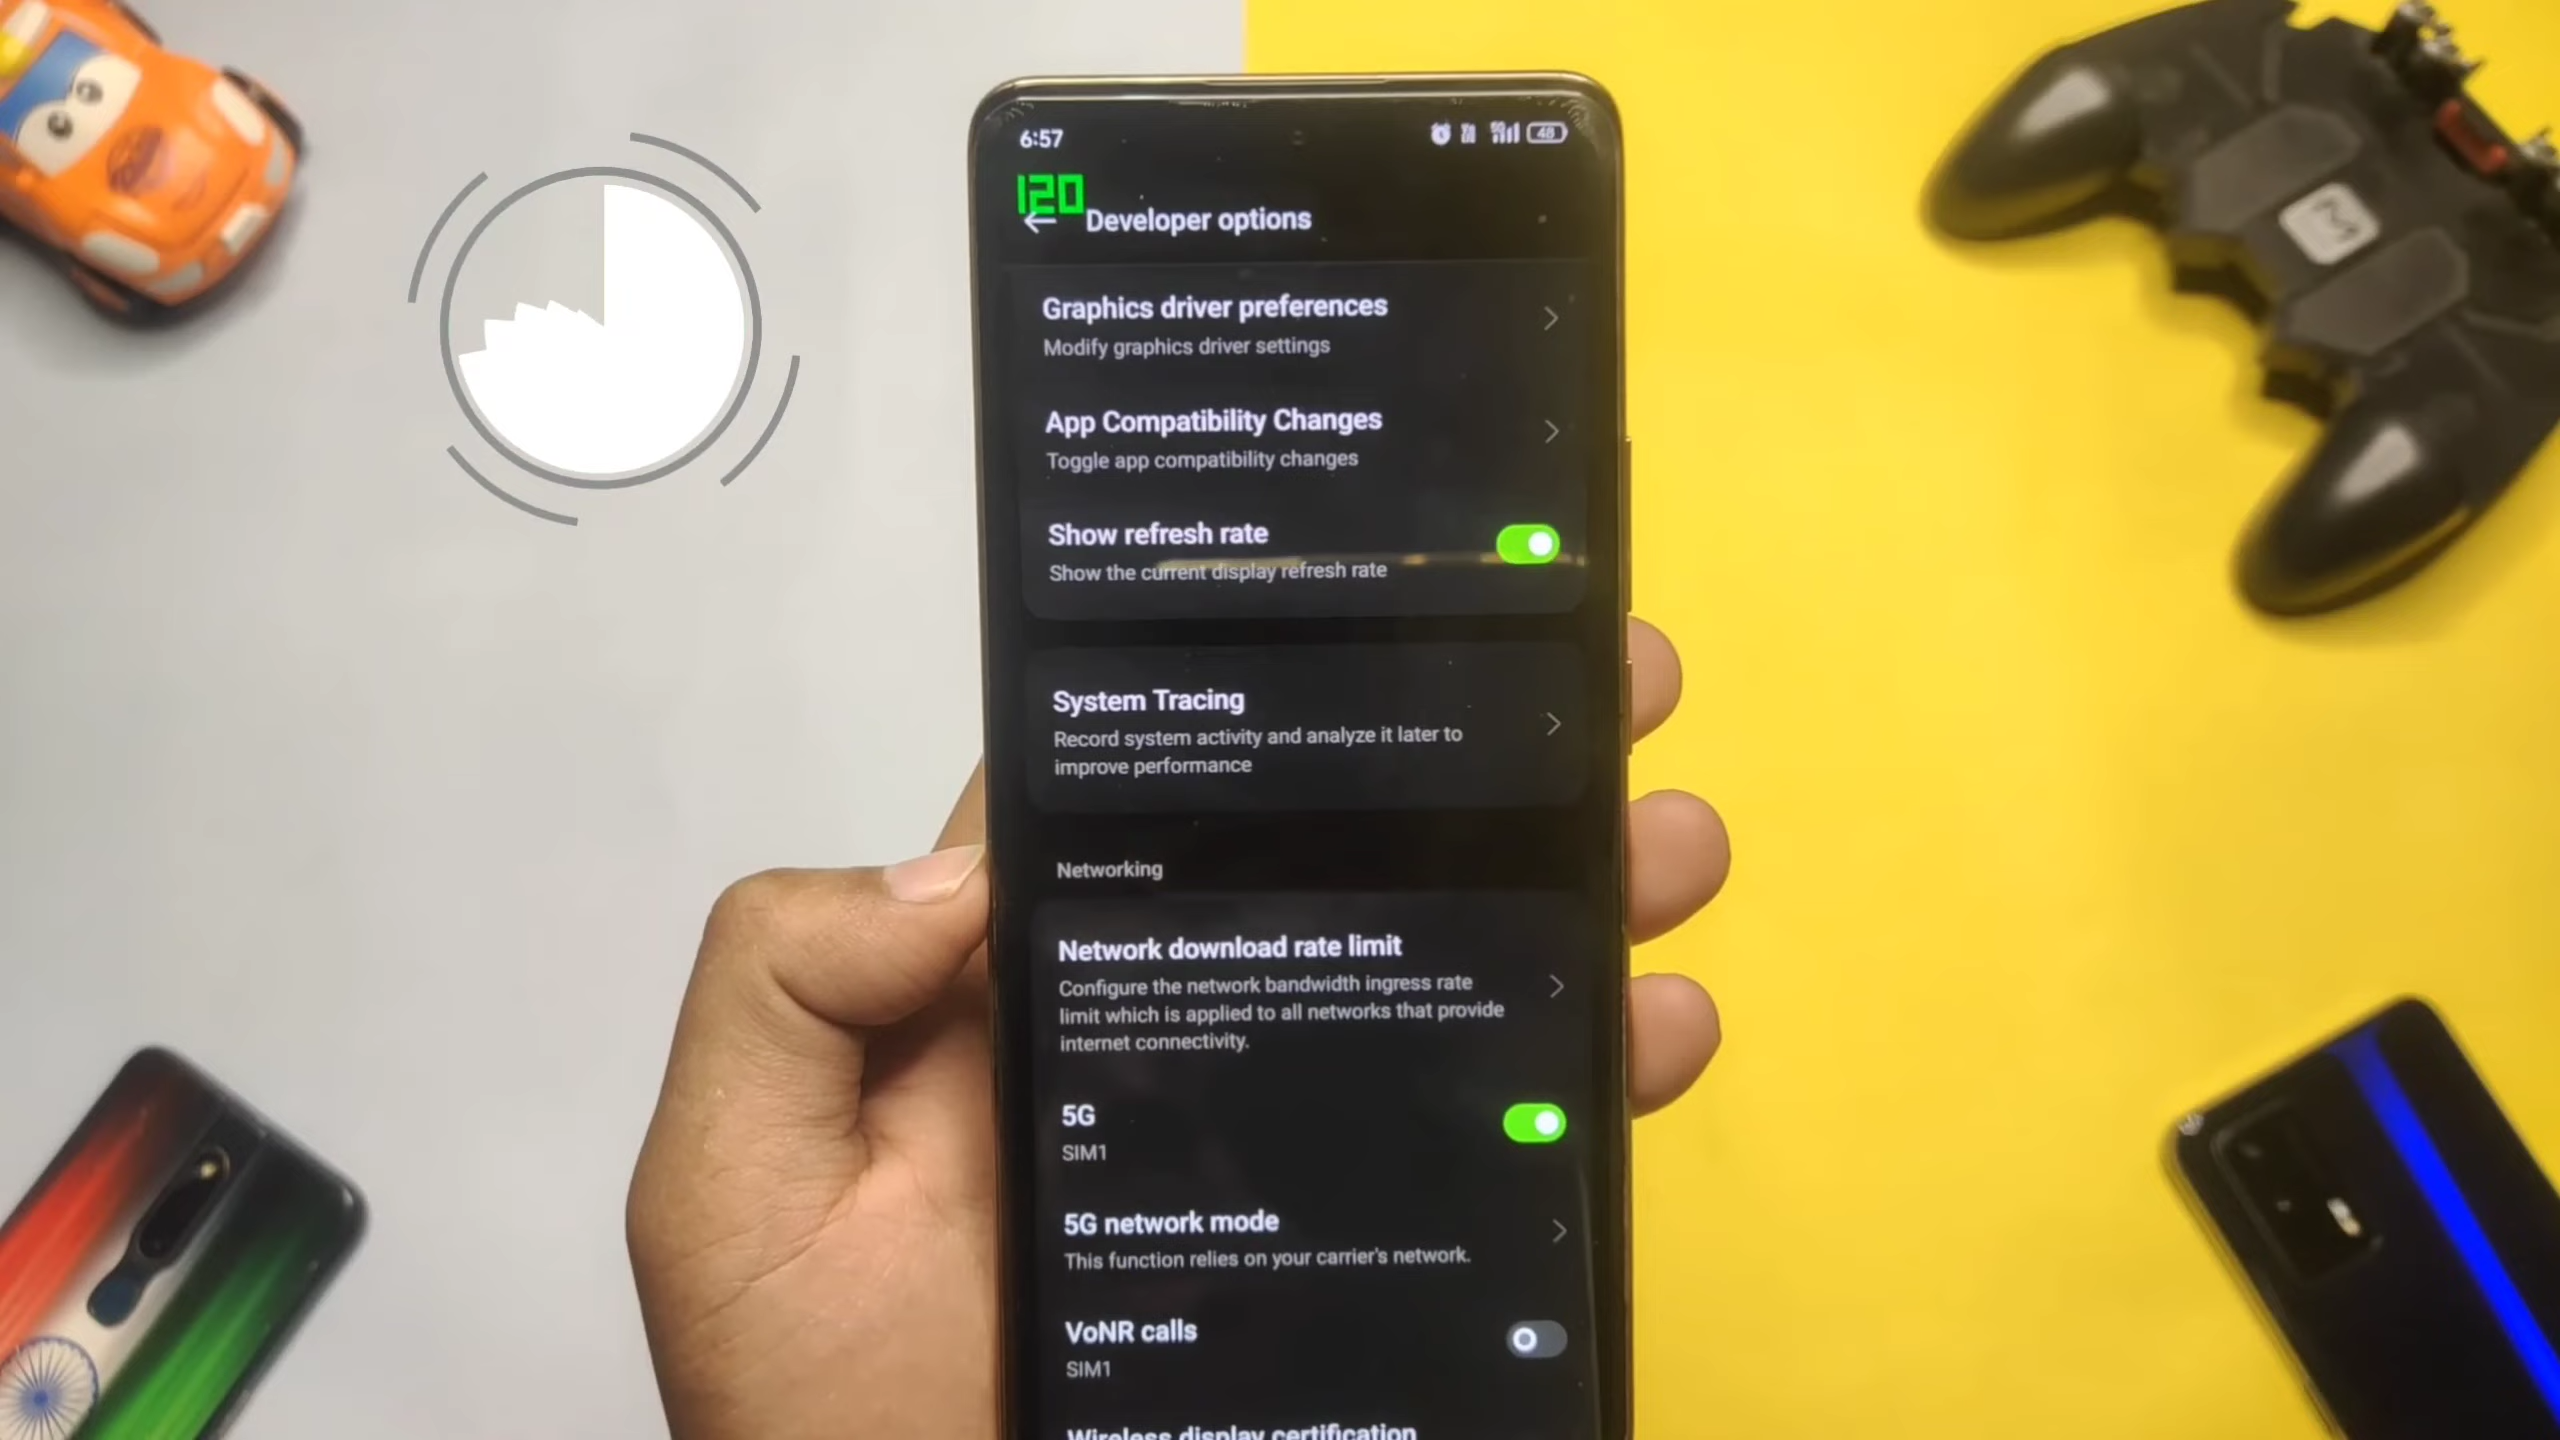 6:57
48
120
Developer options
Graphics driver preferences
Modify graphics driver settings
App Compatibility Changes
Toggle app compatibility changes
Show refresh rate
Show the current display refresh rate
System Tracing
Record system activity and analyze it later to
improve performance
Networking
Network download rate limit
Configure the network bandwidth ingress rate
limit which is applied to all networks that provide
internet connectivity.
5G
SIM1
5G network mode
This function relies on your carrier's network.
VoNR calls
SIM1
Wireless display certification